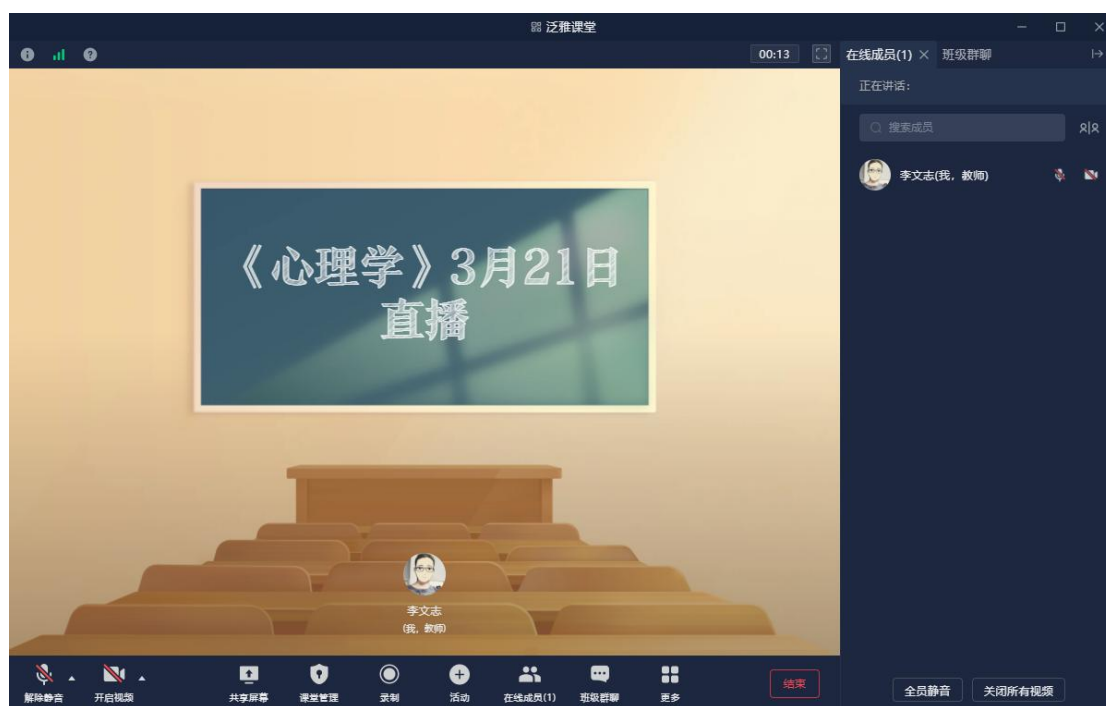 泛雅课堂
00:13
在线成员(1)
班级群聊
正在讲话：
搜索成员
李文志(我，教师)
《心理学》3月21日
直播
李文志
(我，教师)
解除静音
开启视频
共享屏幕
课堂管理
录制
活动
在线成员(1)
班级群聊
更多
结束
全员静音
关闭所有视频